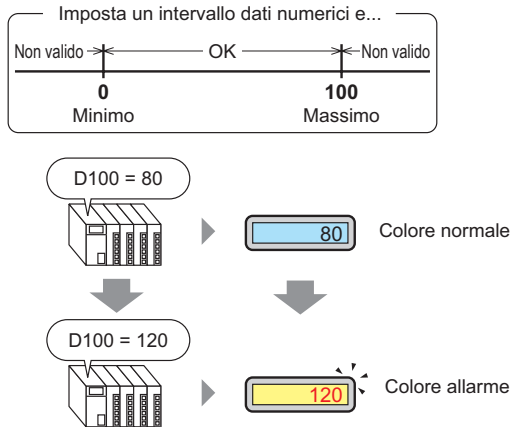 Imposta un intervallo dati numerici e...
Non valido OK Non valido
0 100
Minimo Massimo
D100 = 80
80 Colore normale
D100 = 120
120 Colore allarme